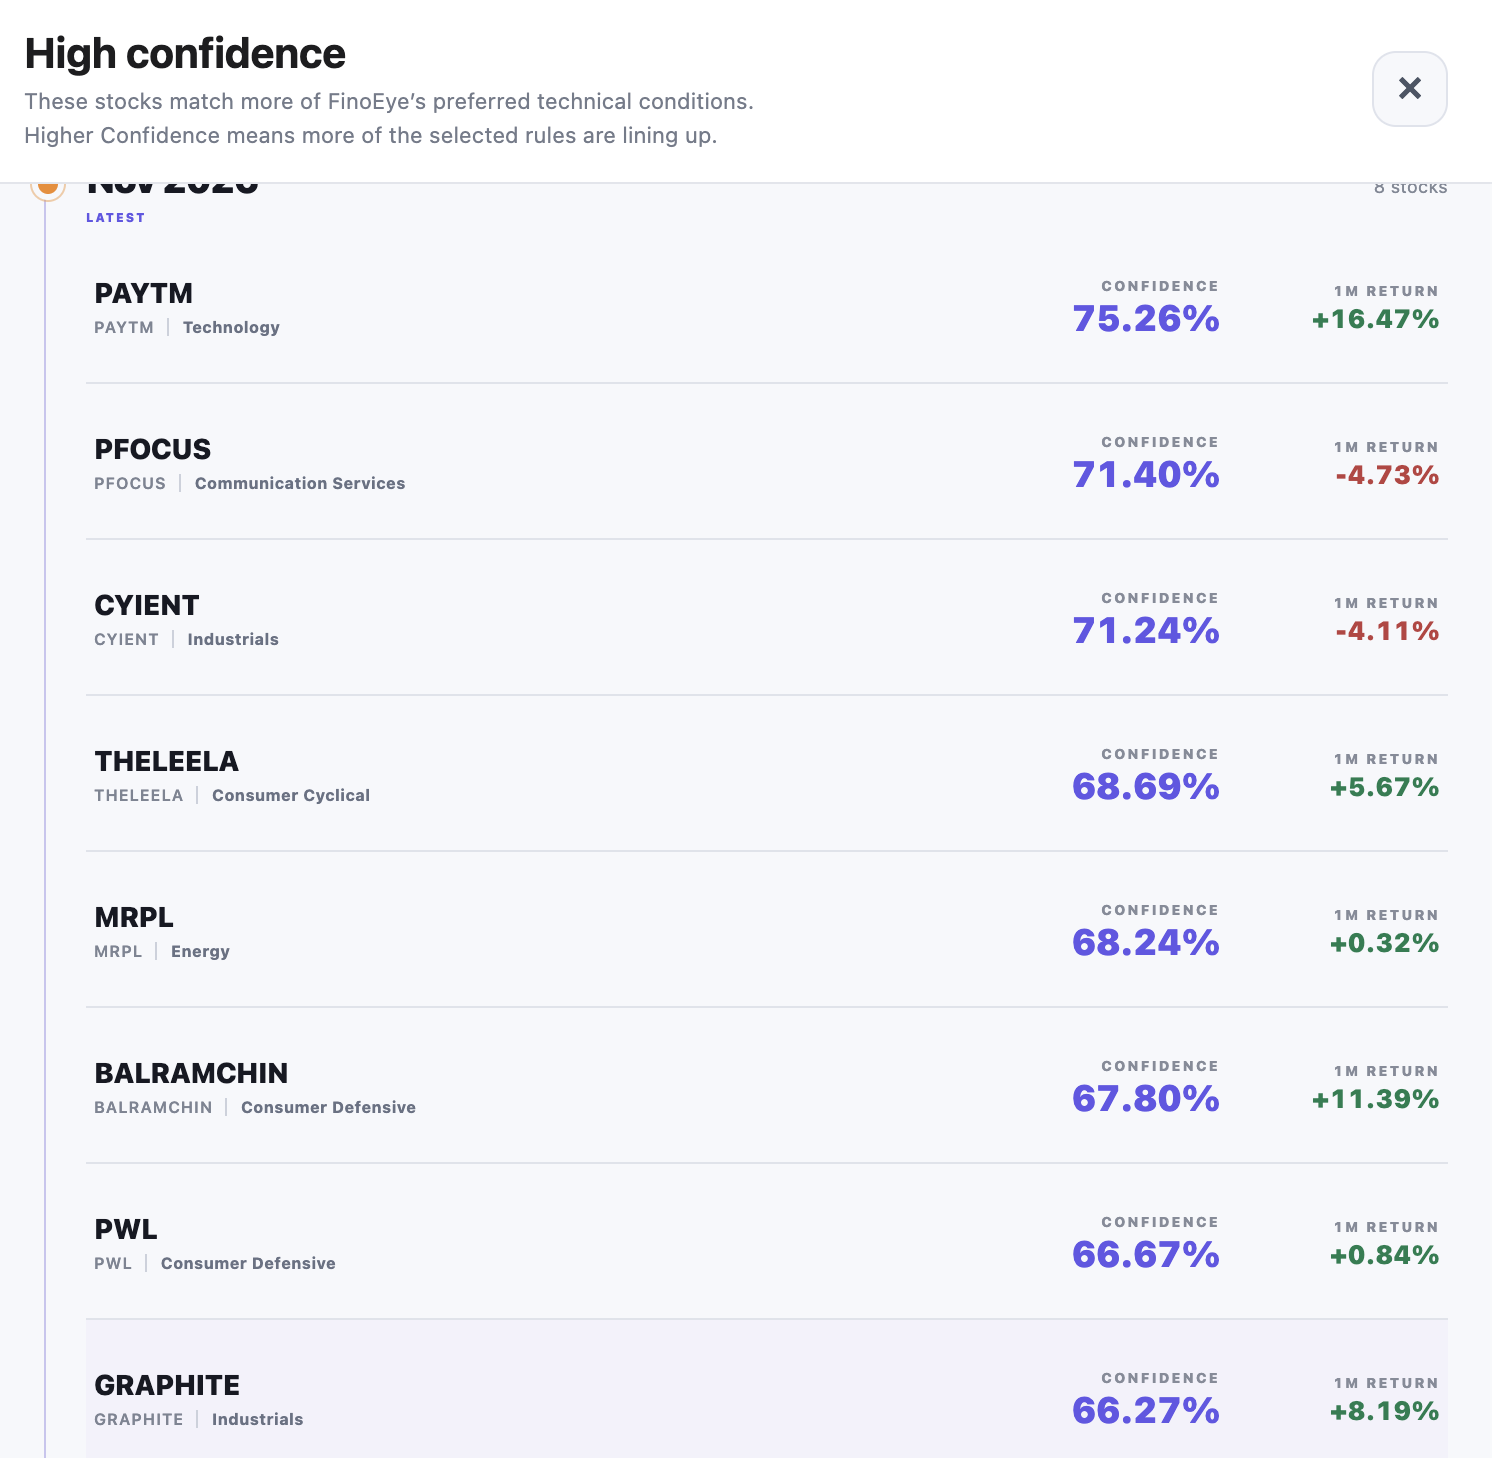 High confidence
These stocks match more of FinoEye’s preferred technical conditions.
Higher Confidence means more of the selected rules are lining up.
8 stocks
LATEST
PAYTM
PAYTM | Technology
CONFIDENCE
75.26%
1M RETURN
+16.47%
PFOCUS
PFOCUS | Communication Services
CONFIDENCE
71.40%
1M RETURN
-4.73%
CYIENT
CYIENT | Industrials
CONFIDENCE
71.24%
1M RETURN
-4.11%
THELEELA
THELEELA | Consumer Cyclical
CONFIDENCE
68.69%
1M RETURN
+5.67%
MRPL
MRPL | Energy
CONFIDENCE
68.24%
1M RETURN
+0.32%
BALRAMCHIN
BALRAMCHIN | Consumer Defensive
CONFIDENCE
67.80%
1M RETURN
+11.39%
PWL
PWL | Consumer Defensive
CONFIDENCE
66.67%
1M RETURN
+0.84%
GRAPHITE
GRAPHITE | Industrials
CONFIDENCE
66.27%
1M RETURN
+8.19%